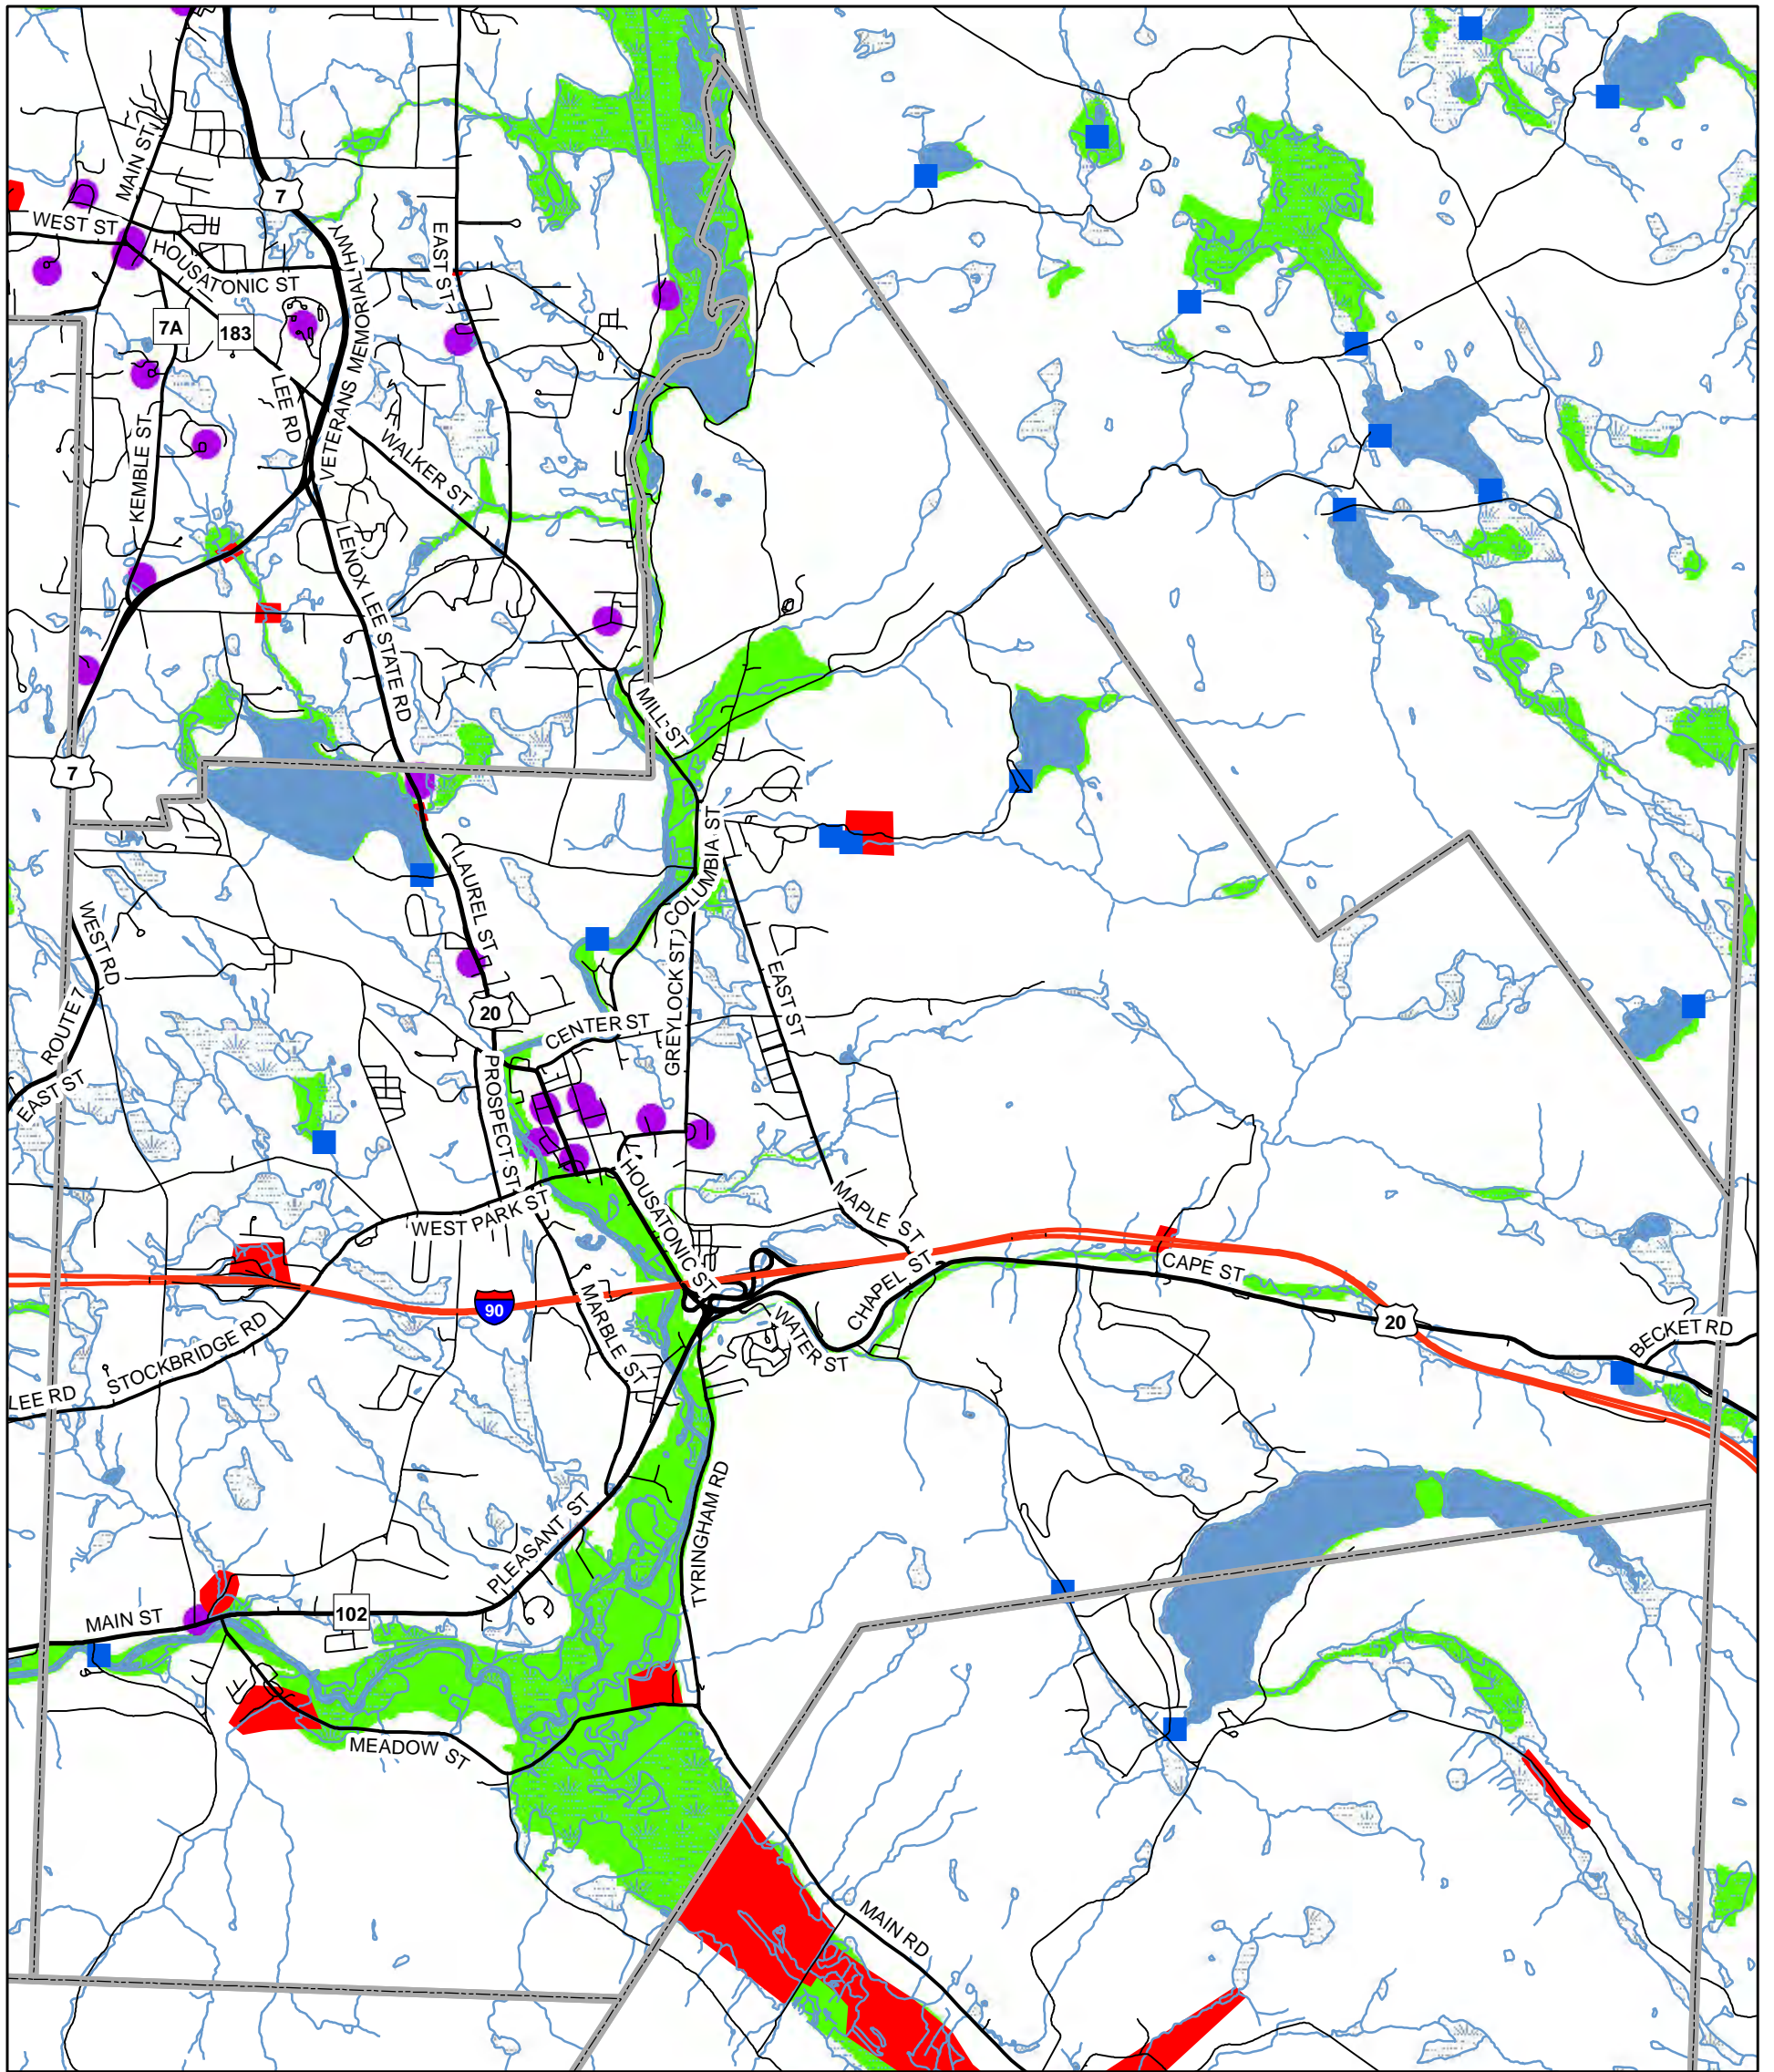 MAIN ST
7
WEST ST
HOUSATONIC ST
EAST ST
VETERANS MEMORIAL HWY
7A
183
LEE RD
KEMBLE ST
WALKER ST
LENOX LEE STATE RD
MILL ST
7
COLUMBIA ST
LAUREL ST
WEST RD
GREYLOCK ST
EAST ST
ROUTE 7
20
CENTER ST
EAST ST
PROSPECT ST
HOUSATONIC ST
WEST PARK ST
MAPLE ST
CHAPEL ST
CAPE ST
90
MARBLE ST
WATER ST
20
BECKET RD
STOCKBRIDGE RD
LEE RD
TYRINGHAM RD
PLEASANT ST
MAIN ST
102
MEADOW ST
MAIN RD